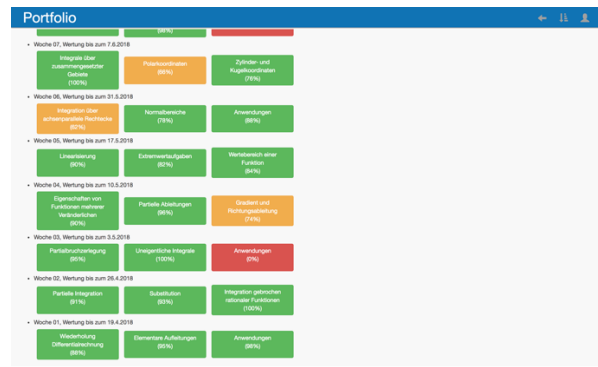 Portfolio
(98%)
• Woche 07, Wertung bis zum 7.6.2018
Integrale über
zusammengesetzter
Gebiete
(100%)
Polarkoordinaten
(66%)
Zylinder- und
Kugelkoordinaten
(76%)
• Woche 06, Wertung bis zum 31.5.2018
Integration über
achsenparallele Rechtecke
Normalbereiche
(78%)
Anwendungen
(88%)
• Woche 05, Wertung bis zum 17.5.2018
Linearisierung
(90%)
Extremwertaufgaben
(82%)
Wertebereich einer
Funktion
(84%)
• Woche 04, Wertung bis zum 10.5.2018
Eigenschaften von
Funktionen mehrerer
Veränderlichen
(90%)
Partielle Ableitungen
(96%)
Gradient und
Richtungsableitung
(74%)
• Woche 03, Wertung bis zum 3.5.2018
Partialbruchzerlegung
(95%)
Uneigentliche Integrale
(100%)
Anwendungen
(0%)
• Woche 02, Wertung bis zum 26.4.2018
Partielle Integration
(91%)
Substitution
(93%)
Integration gebrochen
rationaler Funktionen
(100%)
• Woche 01, Wertung bis zum 19.4.2018
Wiederholung
Differentialrechnung
(98%)
Elementare Aufleitungen
(95%)
Anwendungen
(98%)